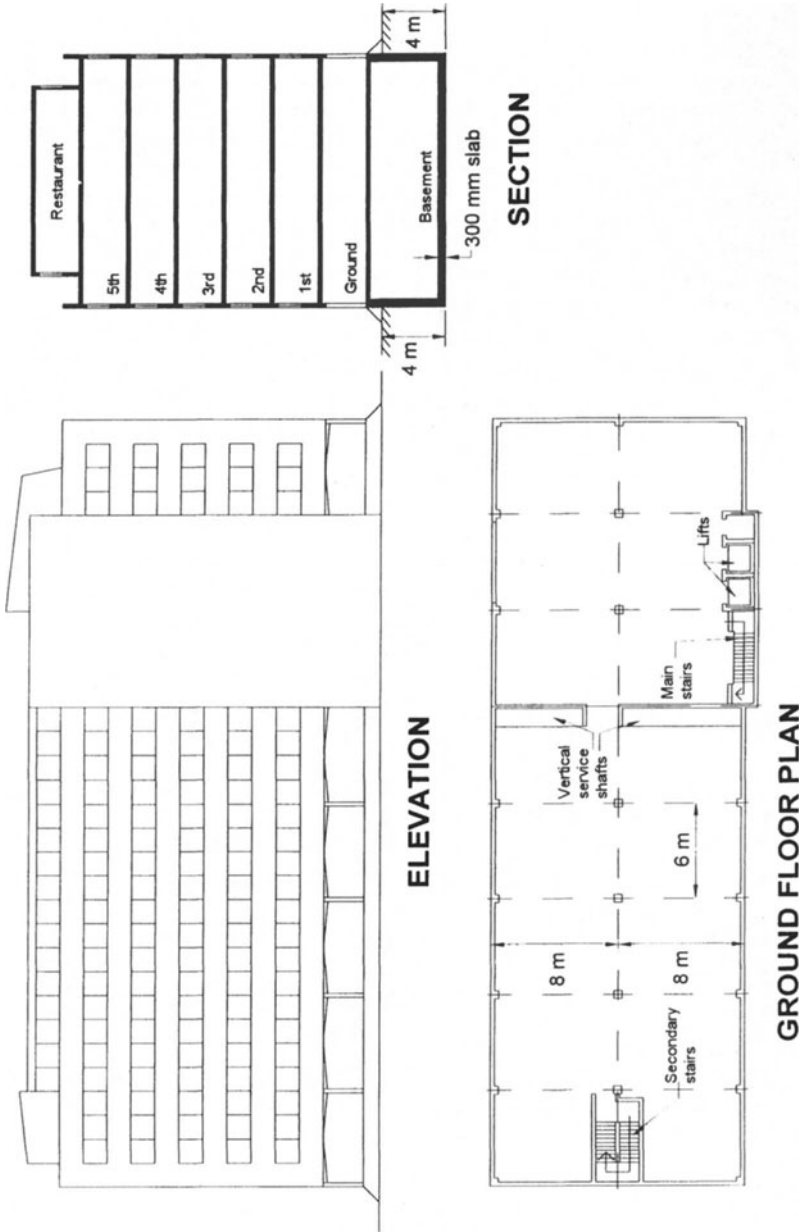 Restaurant
5th
4th
3rd
2nd
1st
Ground
Basement
4 m
4 m
300 mm slab
SECTION
ELEVATION
Lifts
Main
stairs
Vertical
service
shafts
6 m
8 m
8 m
Secondary
stairs
GROUND FLOOR PLAN